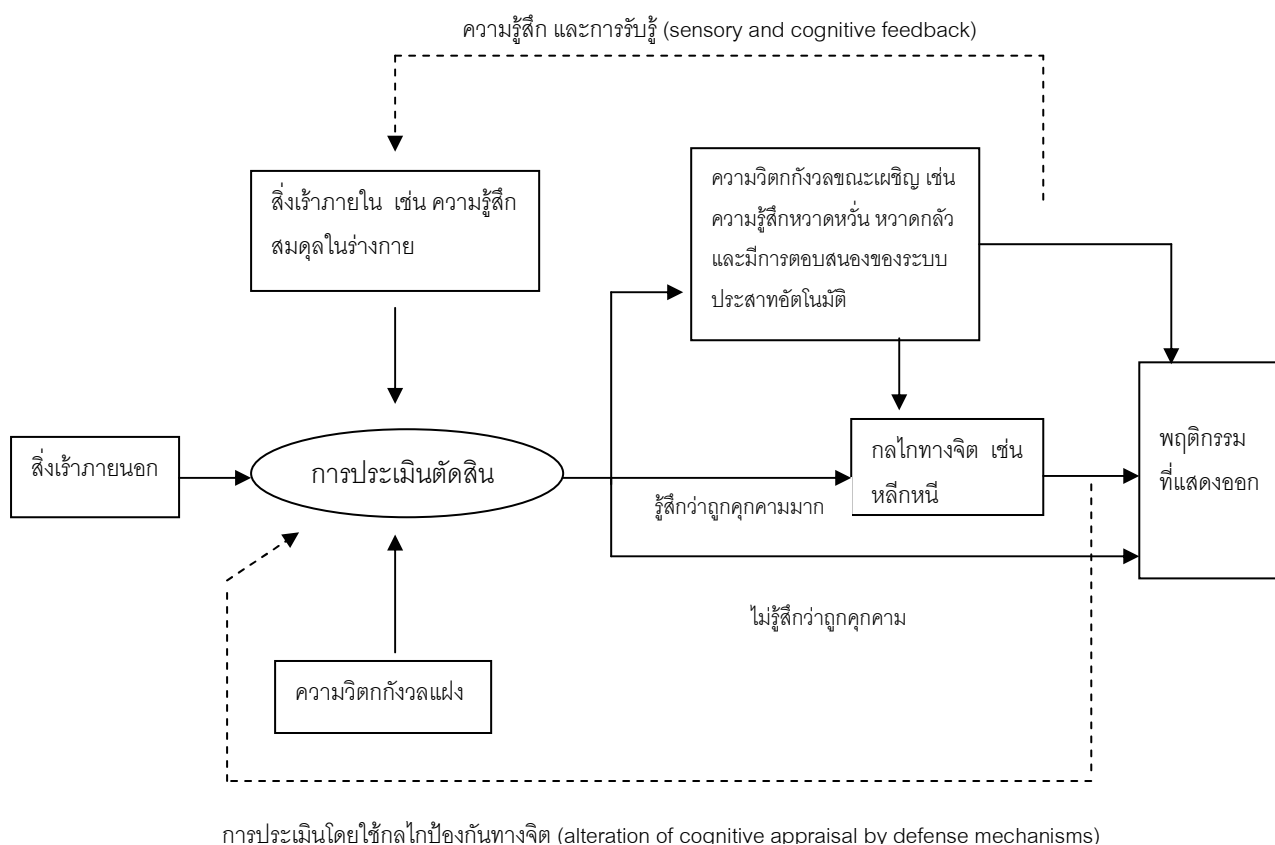 ความรู้สึก และการรับรู้ (sensory and cognitive feedback)
สิ่งเร้าภายใน เช่น ความรู้สึก
สมดุลในร่างกาย
ความวิตกกังวลขณะเผชิญ เช่น
ความรู้สึกหวาดหวั่น หวาดกลัว
และมีการตอบสนองของระบบ
ประสาทอัตโนมัติ
สิ่งเร้าภายนอก
การประเมินตัดสิน
กลไกทางจิต เช่น
หลีกหนี
พฤติกรรม
ที่แสดงออก
รู้สึกว่าถูกคุกคามมาก
ไม่รู้สึกว่าถูกคุกคาม
ความวิตกกังวลแฝง
การประเมินโดยใช้กลไกป้องกันทางจิต (alteration of cognitive appraisal by defense mechanisms)